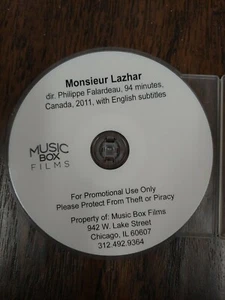 Monsieur Lazhar
dir. Philippe Falardeau, 94 minutes,
Canada, 2011, with English subtitles
MUSIC
BOX
FILMS
For Promotional Use Only
Please Protect From Theft or Piracy
Property of: Music Box Films
942 W. Lake Street
Chicago, IL 60607
312.492.9364